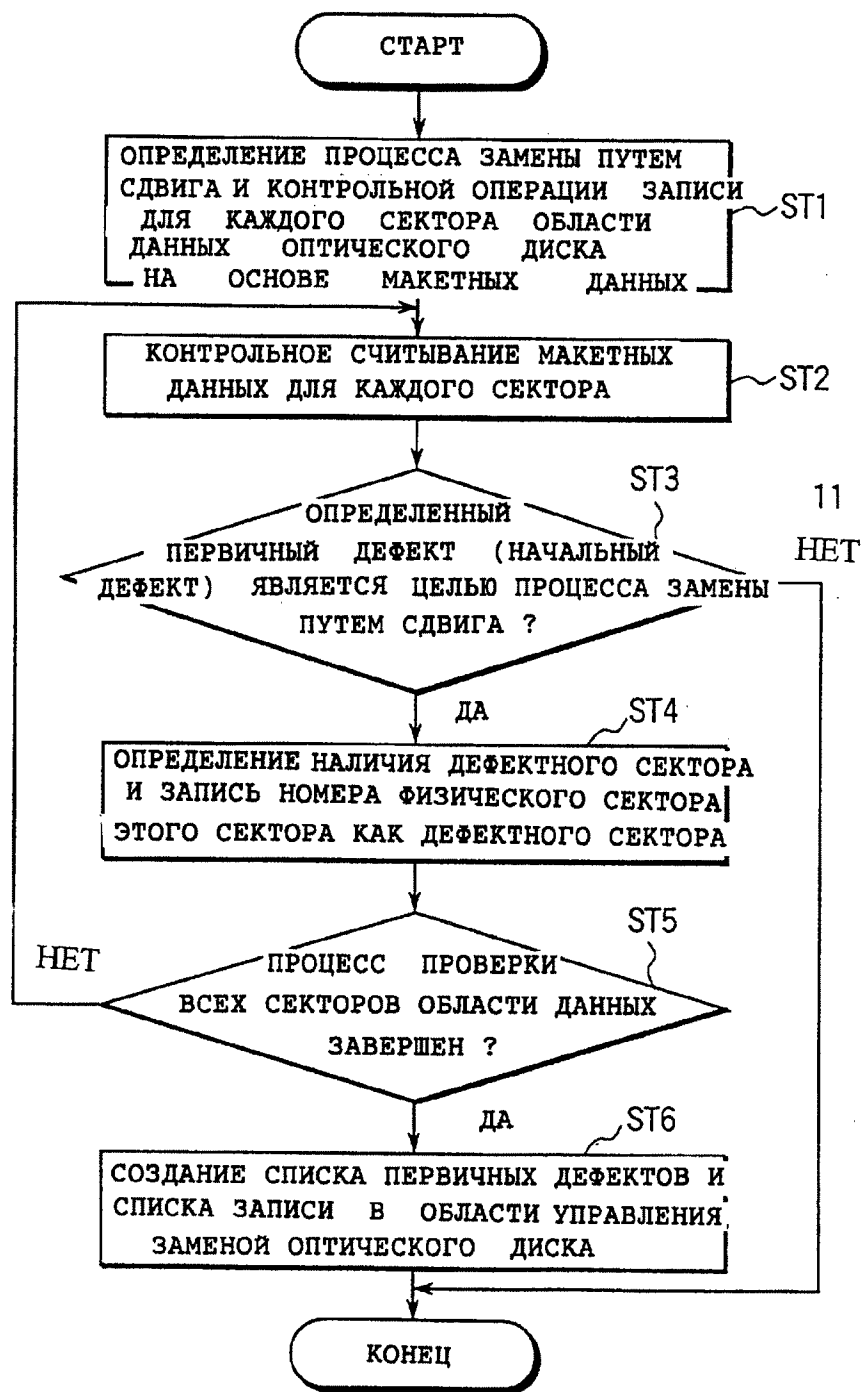 СТАРТ
ОПРЕДЕЛЕНИЕ ПРОЦЕССА ЗАМЕНЫ ПУТЕМ
СДВИГА И КОНТРОЛЬНОЙ ОПЕРАЦИИ ЗАПИСИ
ДЛЯ КАЖДОГО СЕКТОРА ОБЛАСТИ
ДАННЫХ ОПТИЧЕСКОГО ДИСКА
НА ОСНОВЕ МАКЕТНЫХ ДАННЫХ
ST1
КОНТРОЛЬНОЕ СЧИТЫВАНИЕ МАКЕТНЫХ
ДАННЫХ ДЛЯ КАЖДОГО СЕКТОРА
ST2
ST3
11
НЕТ
ОПРЕДЕЛЕННЫЙ
ПЕРВИЧНЫЙ ДЕФЕКТ (НАЧАЛЬНЫЙ
ДЕФЕКТ) ЯВЛЯЕТСЯ ЦЕЛЬЮ ПРОЦЕССА ЗАМЕНЫ
ПУТЕМ СДВИГА ?
ДА
ST4
ОПРЕДЕЛЕНИЕ НАЛИЧИЯ ДЕФЕКТНОГО СЕКТОРА
И ЗАПИСЬ НОМЕРА ФИЗИЧЕСКОГО СЕКТОРА
ЭТОГО СЕКТОРА КАК ДЕФЕКТНОГО СЕКТОРА
ST5
НЕТ
ПРОЦЕСС ПРОВЕРКИ
ВСЕХ СЕКТОРОВ ОБЛАСТИ ДАННЫХ
ЗАВЕРШЕН ?
ДА
ST6
СОЗДАНИЕ СПИСКА ПЕРВИЧНЫХ ДЕФЕКТОВ И
СПИСКА ЗАПИСИ В ОБЛАСТИ УПРАВЛЕНИЯ
ЗАМЕНОЙ ОПТИЧЕСКОГО ДИСКА
КОНЕЦ